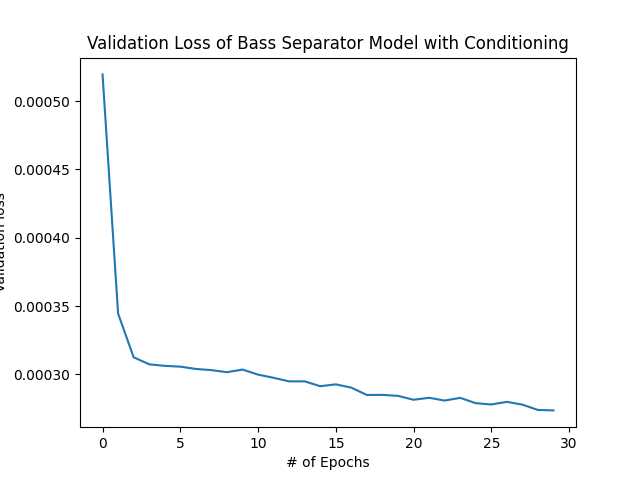 Validation Loss of Bass Separator Model with Conditioning
0.00050
0.00045
0.00040
0.00035
0.00030
Validation loss
0 5 10 15 20 25 30
# of Epochs